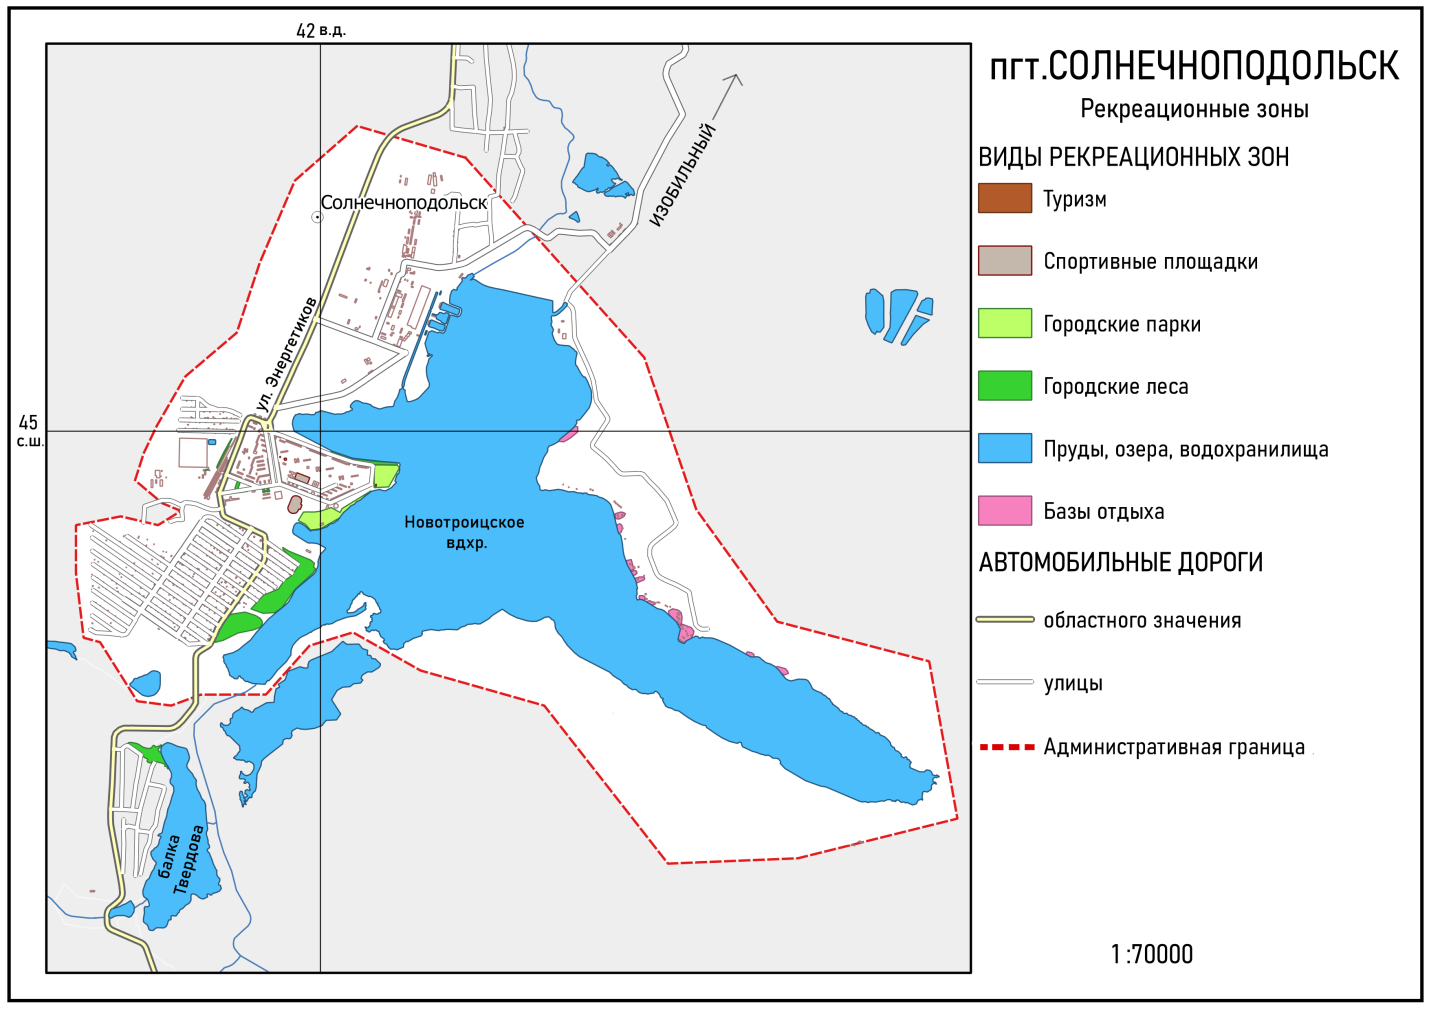 42 в.д.
45
с.ш.
Солнечноподольск
ИЗОБИЛЬНЫЙ
ул. Энергетиков
Новотроицское
вдхр.
балка
Твердова
пгт.СОЛНЕЧНОПОДОЛЬСК
Рекреационные зоны
ВИДЫ РЕКРЕАЦИОННЫХ ЗОН
Туризм
Спортивные площадки
Городские парки
Городские леса
Пруды, озера, водохранилища
Базы отдыха
АВТОМОБИЛЬНЫЕ ДОРОГИ
областного значения
улицы
Административная граница
1 :70000